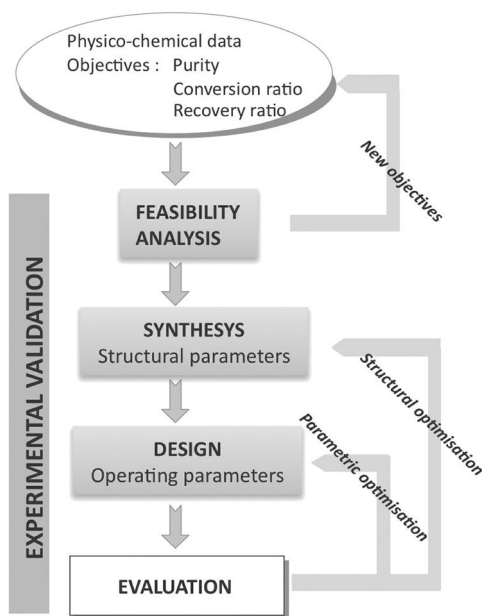 Physico-chemical data
Objectives : Purity
Conversion ratio
Recovery ratio
New objectives
FEASIBILITY
ANALYSIS
EXPERIMENTAL VALIDATION
SYNTHESYS
Structural parameters
Structural optimisation
Parametric optimisation
DESIGN
Operating parameters
EVALUATION